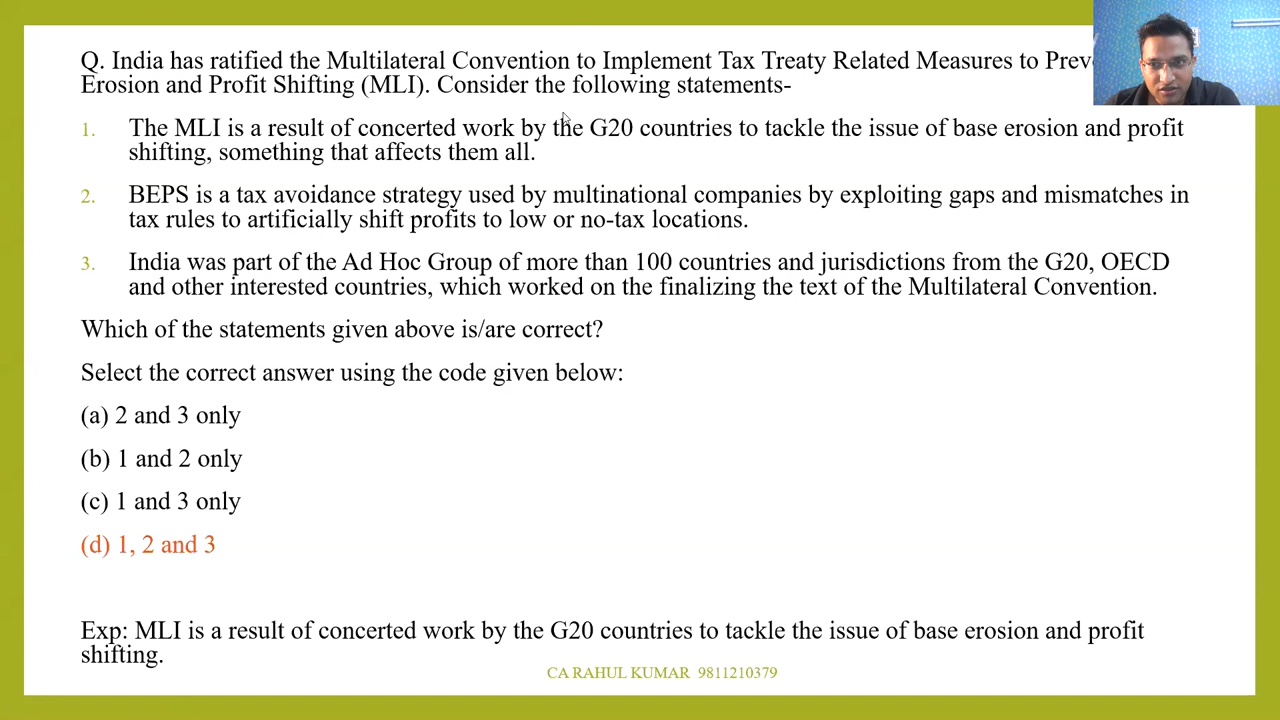 Q. India has ratified the Multilateral Convention to Implement Tax Treaty Related Measures to
Erosion and Profit Shifting (MLI). Consider the following statements-
1. The MLI is a result of concerted work by the G20 countries to tackle the issue of base erosion and profit
shifting, something that affects them all.
2. BEPS is a tax avoidance strategy used by multinational companies by exploiting gaps and mismatches in
tax rules to artificially shift profits to low or no-tax locations.
3. India was part of the Ad Hoc Group of more than 100 countries and jurisdictions from the G20, OECD
and other interested countries, which worked on the finalizing the text of the Multilateral Convention.
Which of the statements given above is/are correct?
Select the correct answer using the code given below:
(a) 2 and 3 only
(b) 1 and 2 only
(c) 1 and 3 only
(d) 1, 2 and 3
Exp: MLI is a result of concerted work by the G20 countries to tackle the issue of base erosion and profit
shifting.
CA RAHUL KUMAR 9811210379